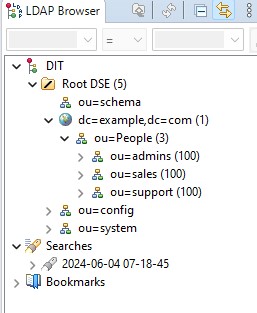 LDAP Browser
=
DIT
Root DSE (5)
ou=schema
dc=example,dc=com (1)
ou=People (3)
ou=admins (100)
ou=sales (100)
ou=support (100)
ou=config
ou=system
Searches
2024-06-04 07-18-45
Bookmarks